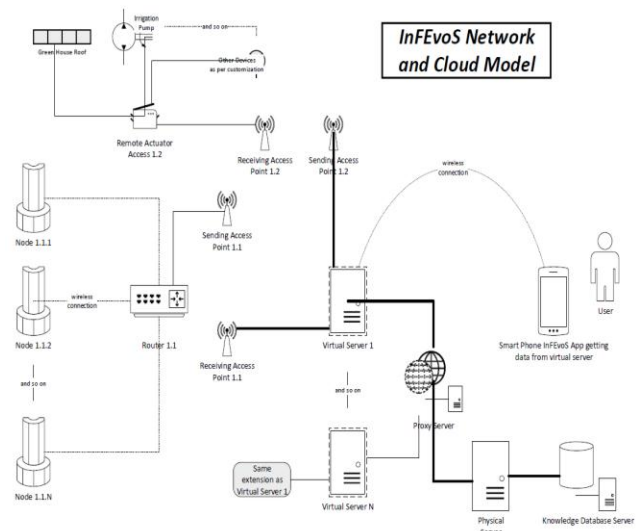 InFEvoS Network
and Cloud Model
Irrigation
Pump
and so on
Green House Roof
Other Devices
as per customization
Remote Actuator
Access 1.2
Receiving Access
Point 1.2
Sending Access
Point 1.2
wireless
connection
Node 1.1.1
Sending Access
Point 1.1
User
wireless
connection
Node 1.1.2
Router 1.1
Receiving Access
Point 1.1
Virtual Server 1
Smart Phone InFEvoS App getting
data from virtual server
and so on
and so on
Proxy Server
Same
extension as
Virtual Server 1
Node 1.1.N
Virtual Server N
Physical
Knowledge Database Server